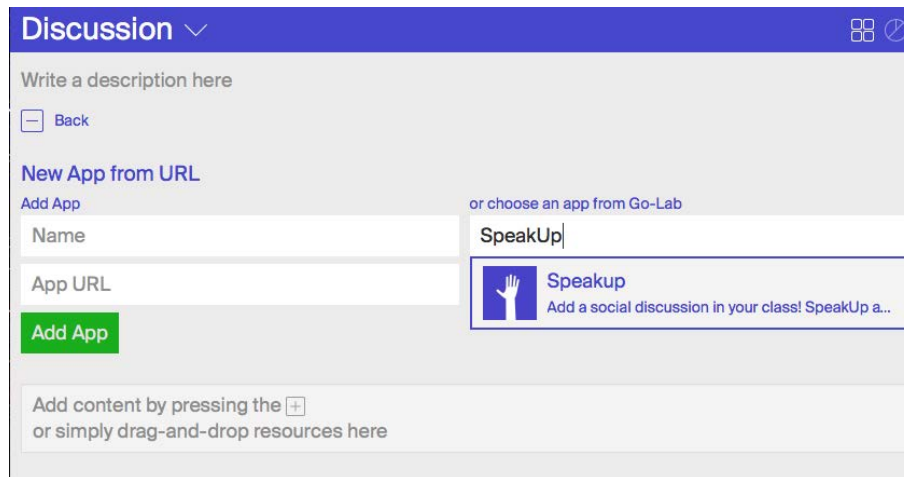 Discussion
Write a description here
Back
New App from URL
Add App
or choose an app from Go-Lab
Name
SpeakUp
App URL
Speakup
Add a social discussion in your class! SpeakUp a...
Add App
Add content by pressing the
or simply drag-and-drop resources here